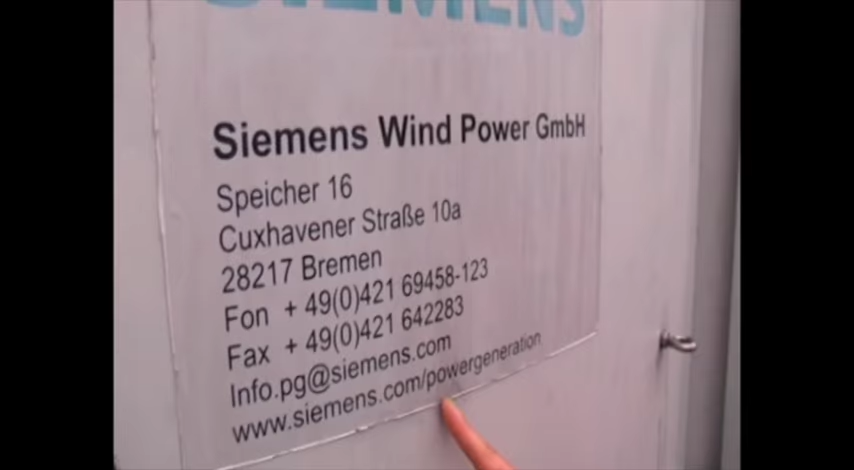 SIEMENS
Siemens Wind Power GmbH
Speicher 16
Cuxhavener Straße 10a
28217 Bremen
Fon + 49(0)421 69458-123
Fax + 49(0)421 642283
Info.pg@siemens.com
www.siemens.com/powergeneration